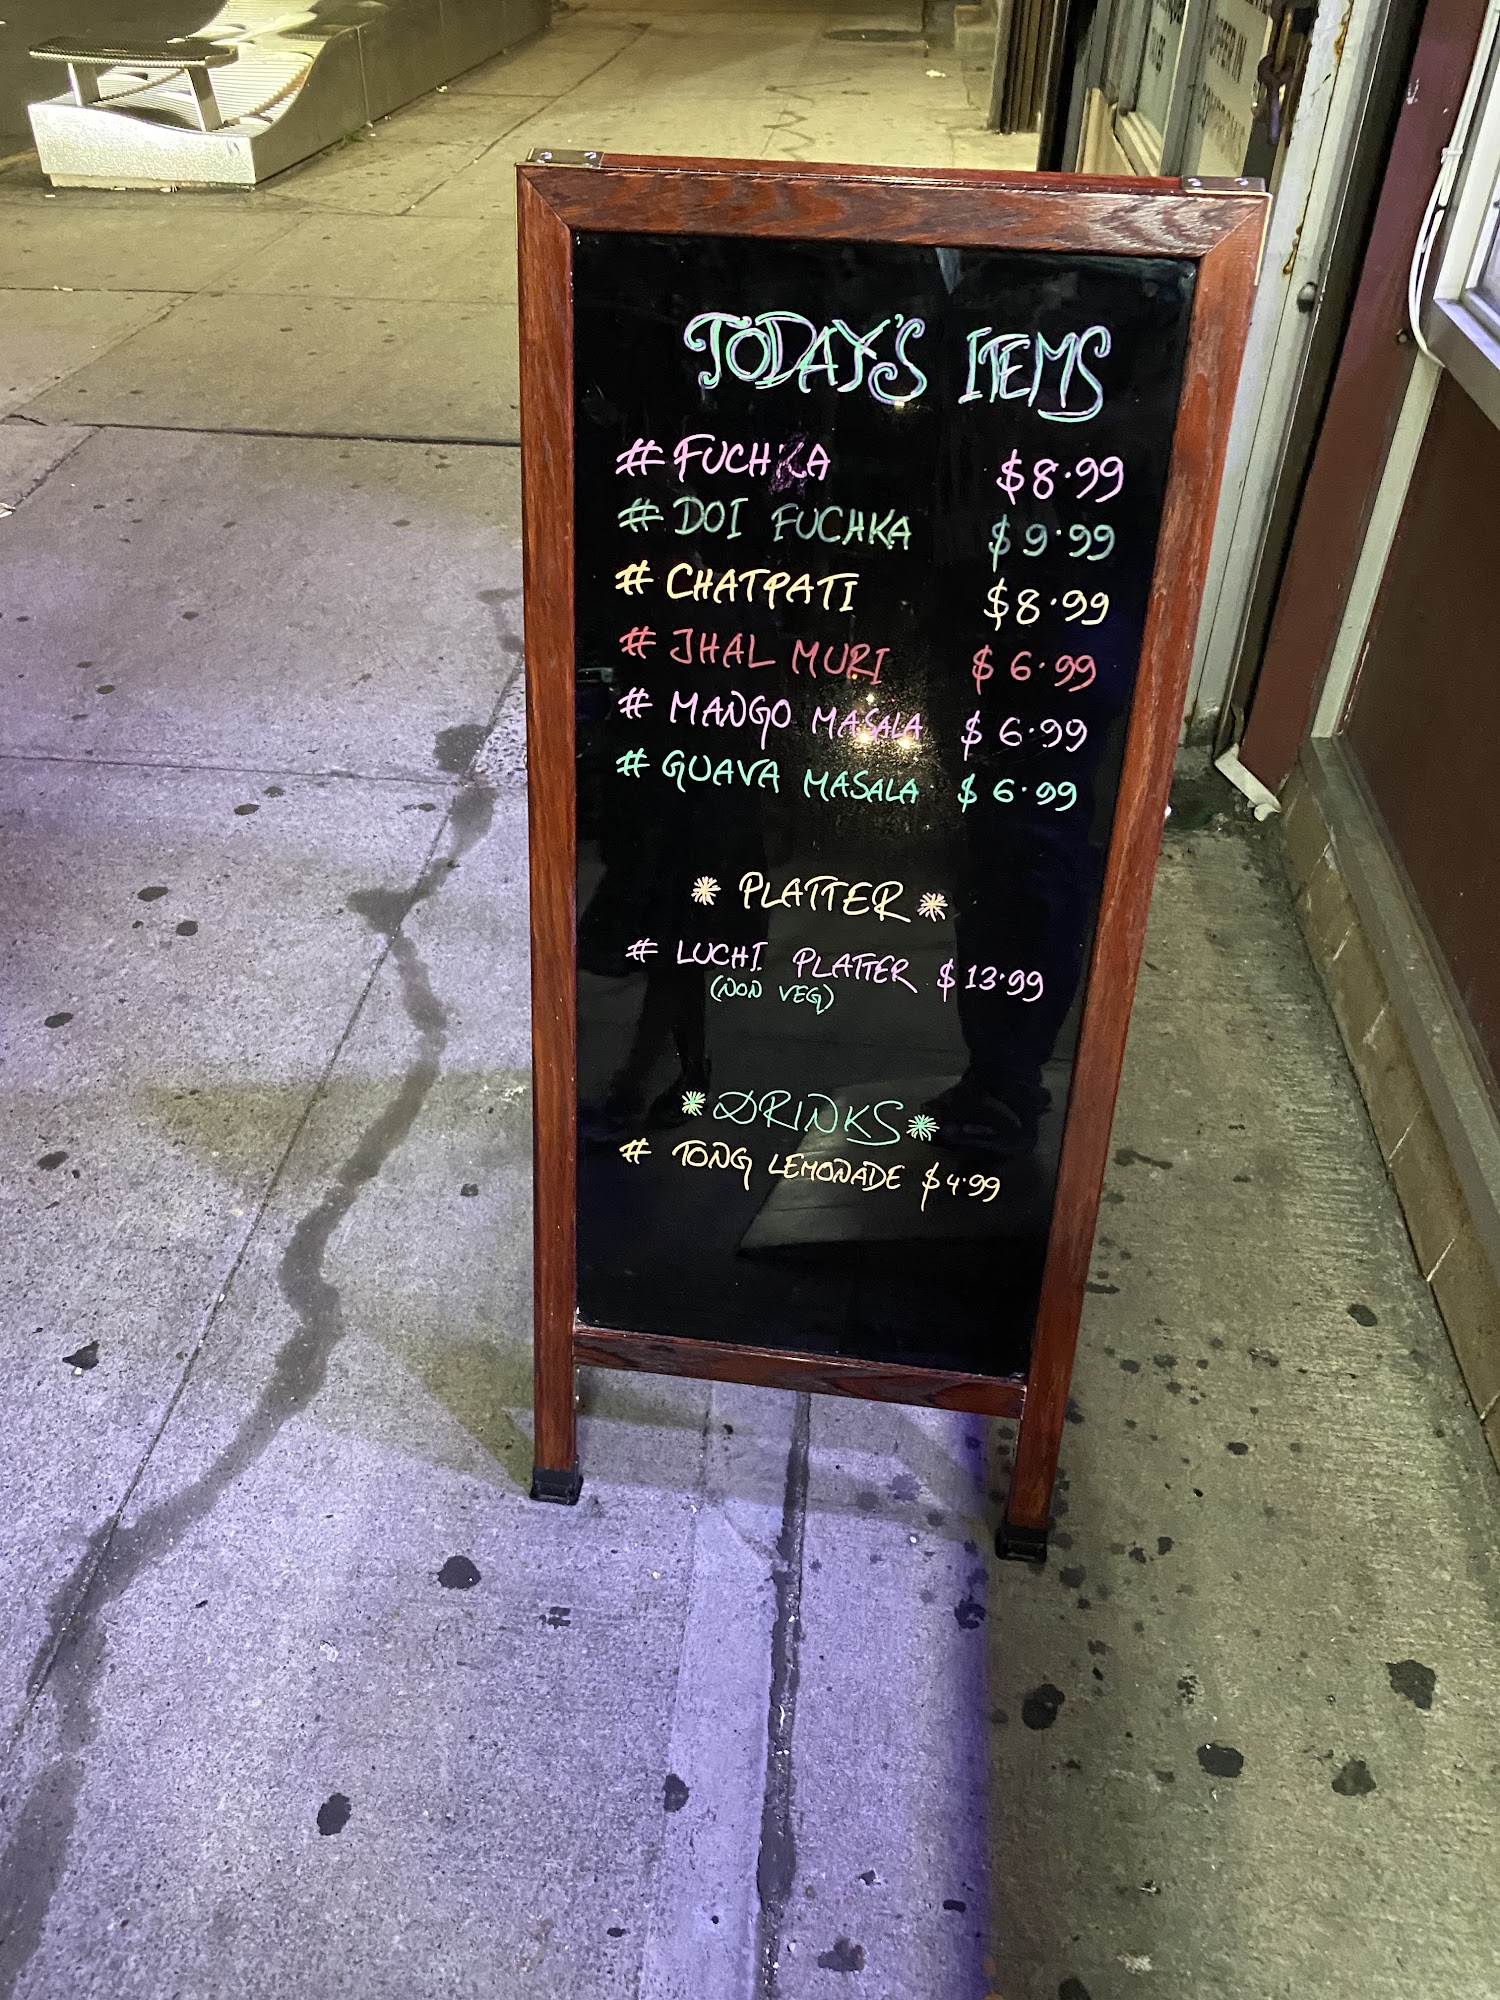 TODAY'S ITEMS
# FUCHKA $8.99
# DOI FUCHKA $9.99
# CHATPATI $8.99
# JHAL MURI $6.99
# MANGO MASALA $6.99
# GUAVA MASALA $6.99
* PLATTER *
# LUCHI PLATTER $13.99
(NON VEG)
* DRINKS *
# TONG LEMONADE $4.99